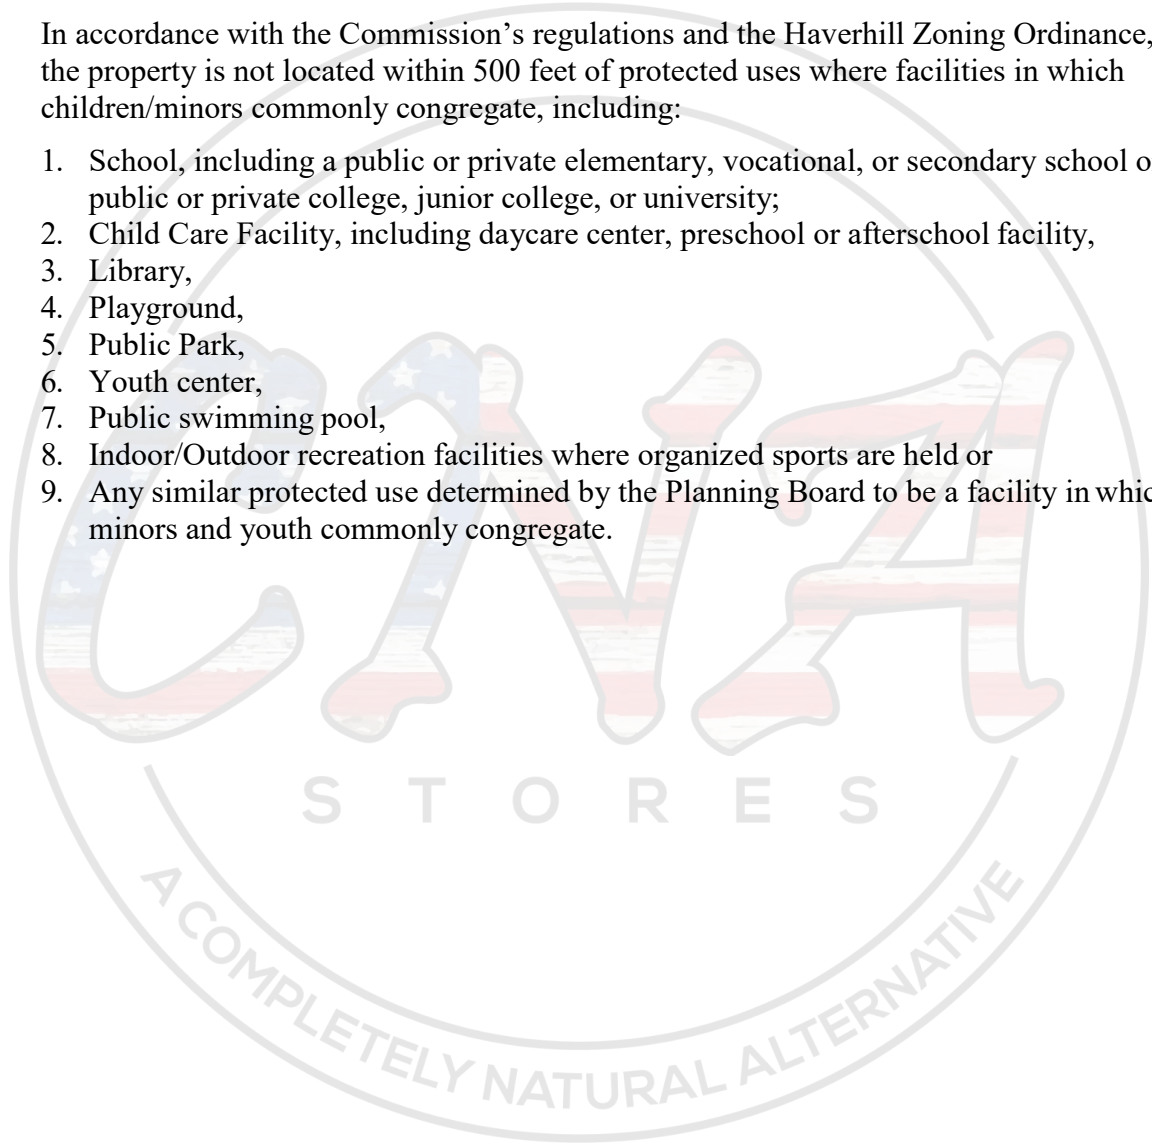 In accordance with the Commission’s regulations and the Haverhill Zoning Ordinance,
the property is not located within 500 feet of protected uses where facilities in which
children/minors commonly congregate, including:
1. School, including a public or private elementary, vocational, or secondary school o
public or private college, junior college, or university;
2. Child Care Facility, including daycare center, preschool or afterschool facility,
3. Library,
4. Playground,
5. Public Park,
6. Youth center,
7. Public swimming pool,
8. Indoor/Outdoor recreation facilities where organized sports are held or
9. Any similar protected use determined by the Planning Board to be a facility in whic
minors and youth commonly congregate.
CNA
STORES
A COMPLETELY NATURAL ALTERNATIVE